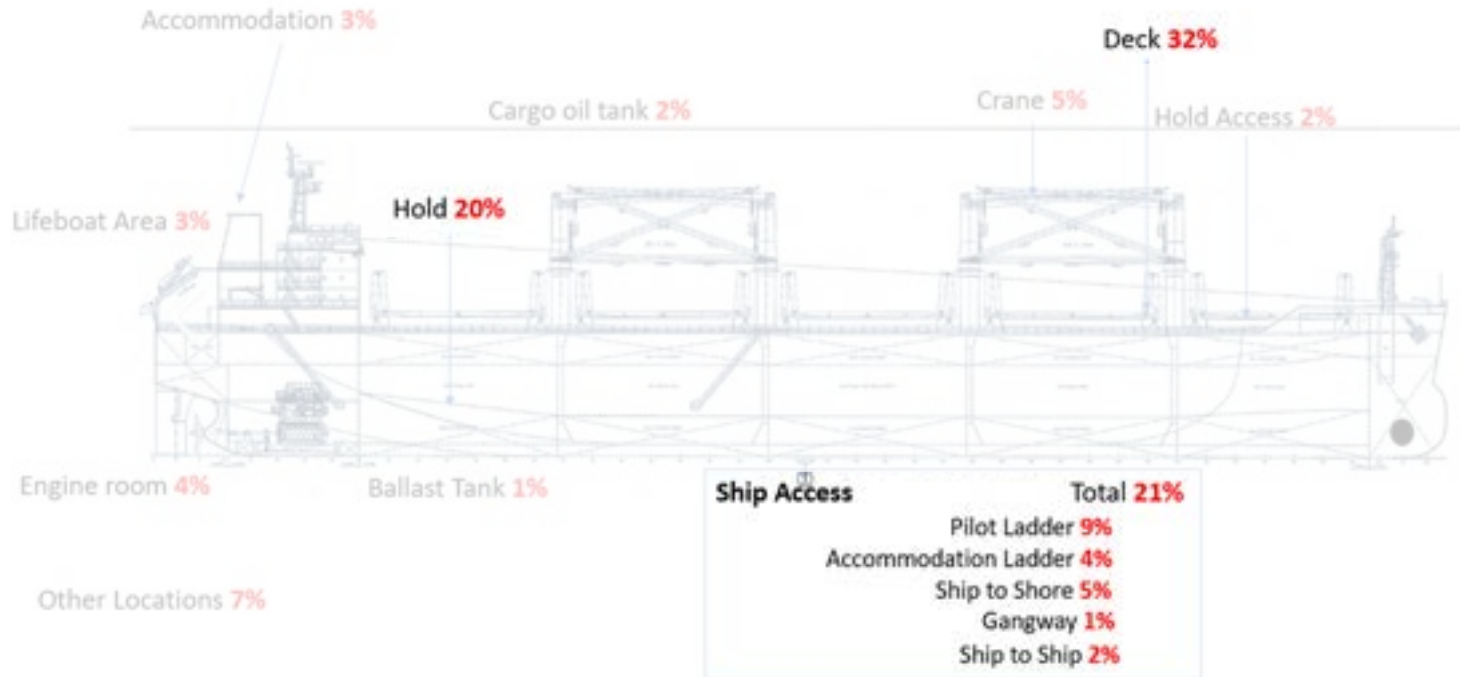 Accommodation 3%
Deck 32%
Cargo oil tank 2%
Crane 5%
Hold Access 2%
Lifeboat Area 3%
Hold 20%
Engine room 4%
Ballast Tank 1%
Ship Access Total 21%
Pilot Ladder 9%
Accommodation Ladder 4%
Ship to Shore 5%
Other Locations 7%
Gangway 1%
Ship to Ship 2%